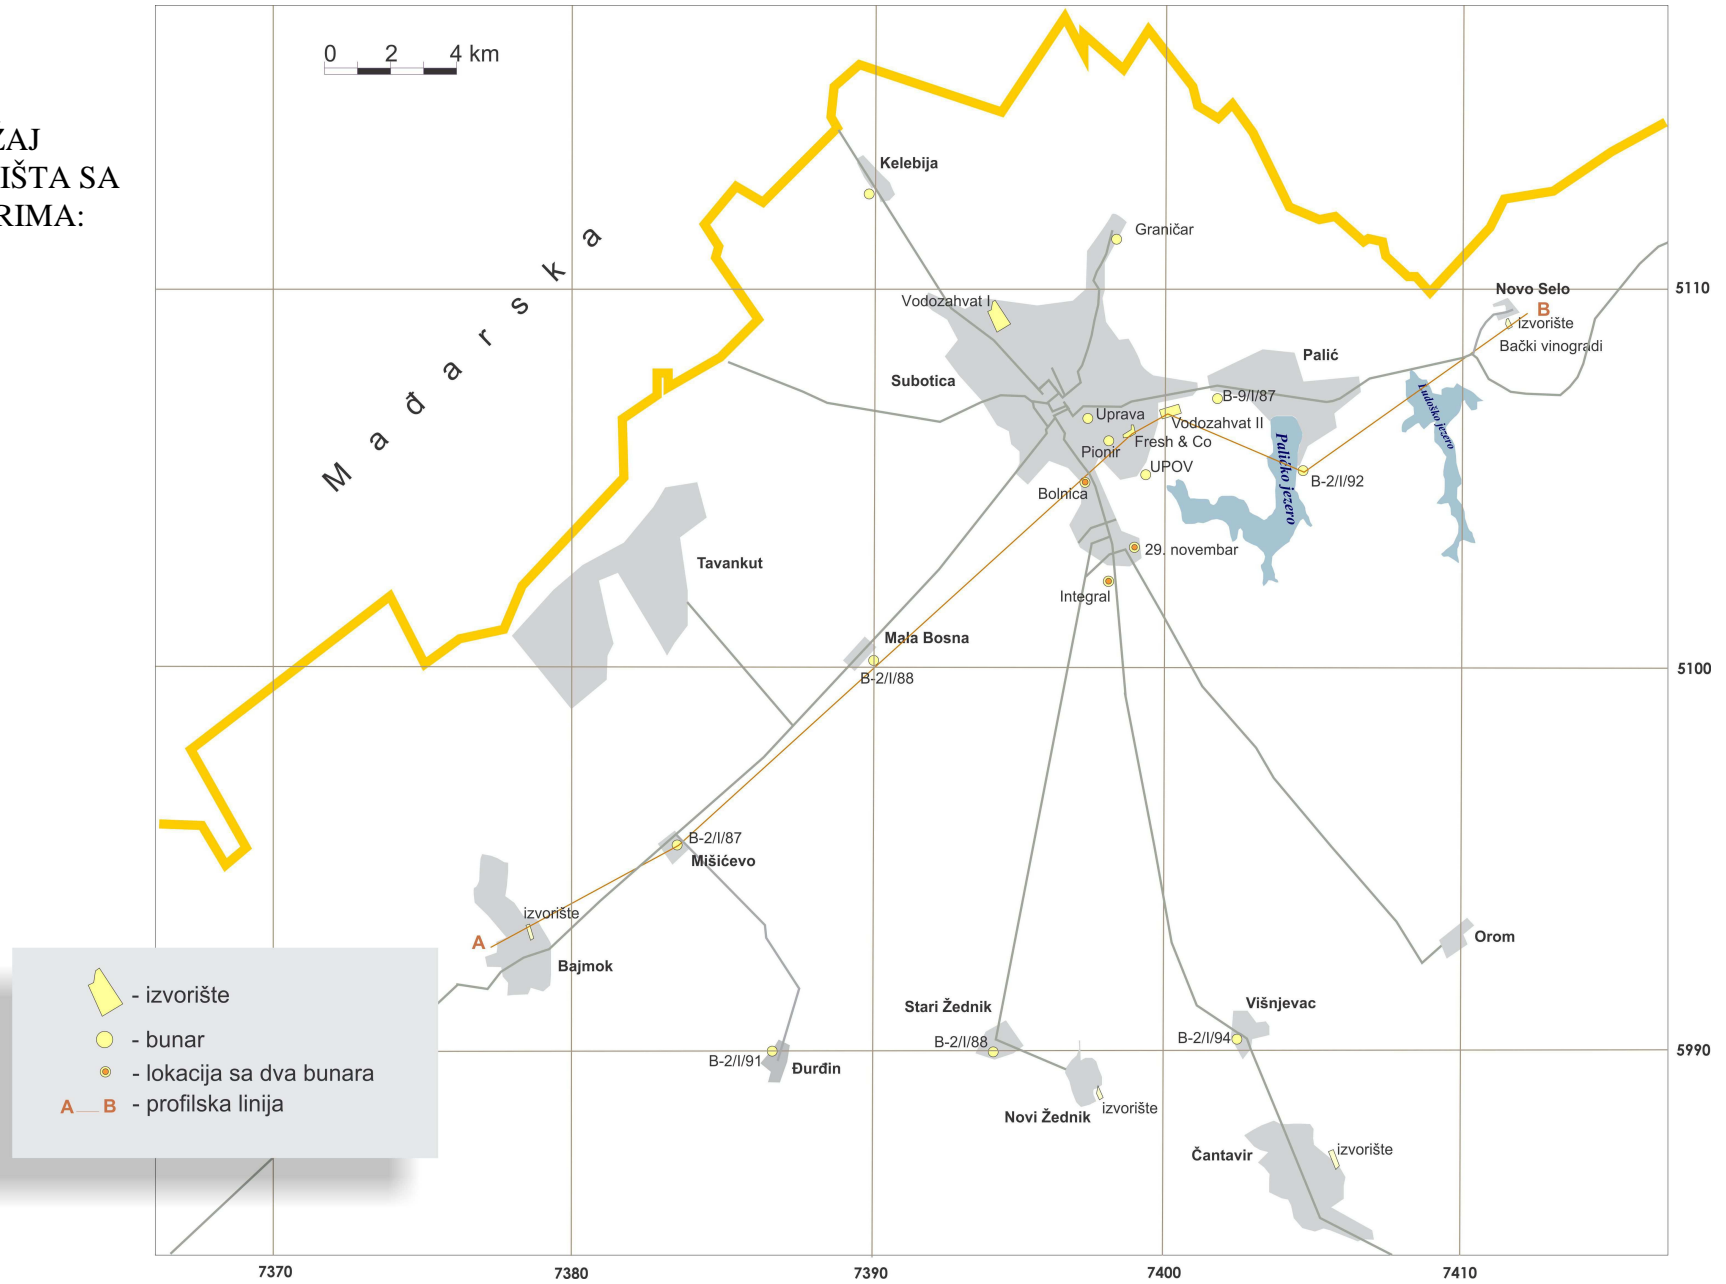 0 2 4 km
ŽAJ
IŠTA SA
RIMA:
Kelebija
Mađarska
Graničar
Novo Selo
5110
Vodozahvat I
B
izvorište
Bački vinogradi
Palić
Subotica
Ludoško jezero
B-9/I/87
Uprava
Vodozahvat II
Fresh & Co
Pionir
UPOV
Paličko jezero
B-2/I/92
Bolnica
29. novembar
Tavankut
Integral
Mala Bosna
5100
B-2/I/88
B-2/I/87
Mišićevo
izvorište
A
Bajmok
Orom
- izvorište
- bunar
- lokacija sa dva bunara
A B - profilska linija
Stari Žednik
Višnjevac
B-2/I/88
B-2/I/94
5990
B-2/I/91
Đurđin
izvorište
Novi Žednik
Čantavir
izvorište
7370 7380 7390 7400 7410